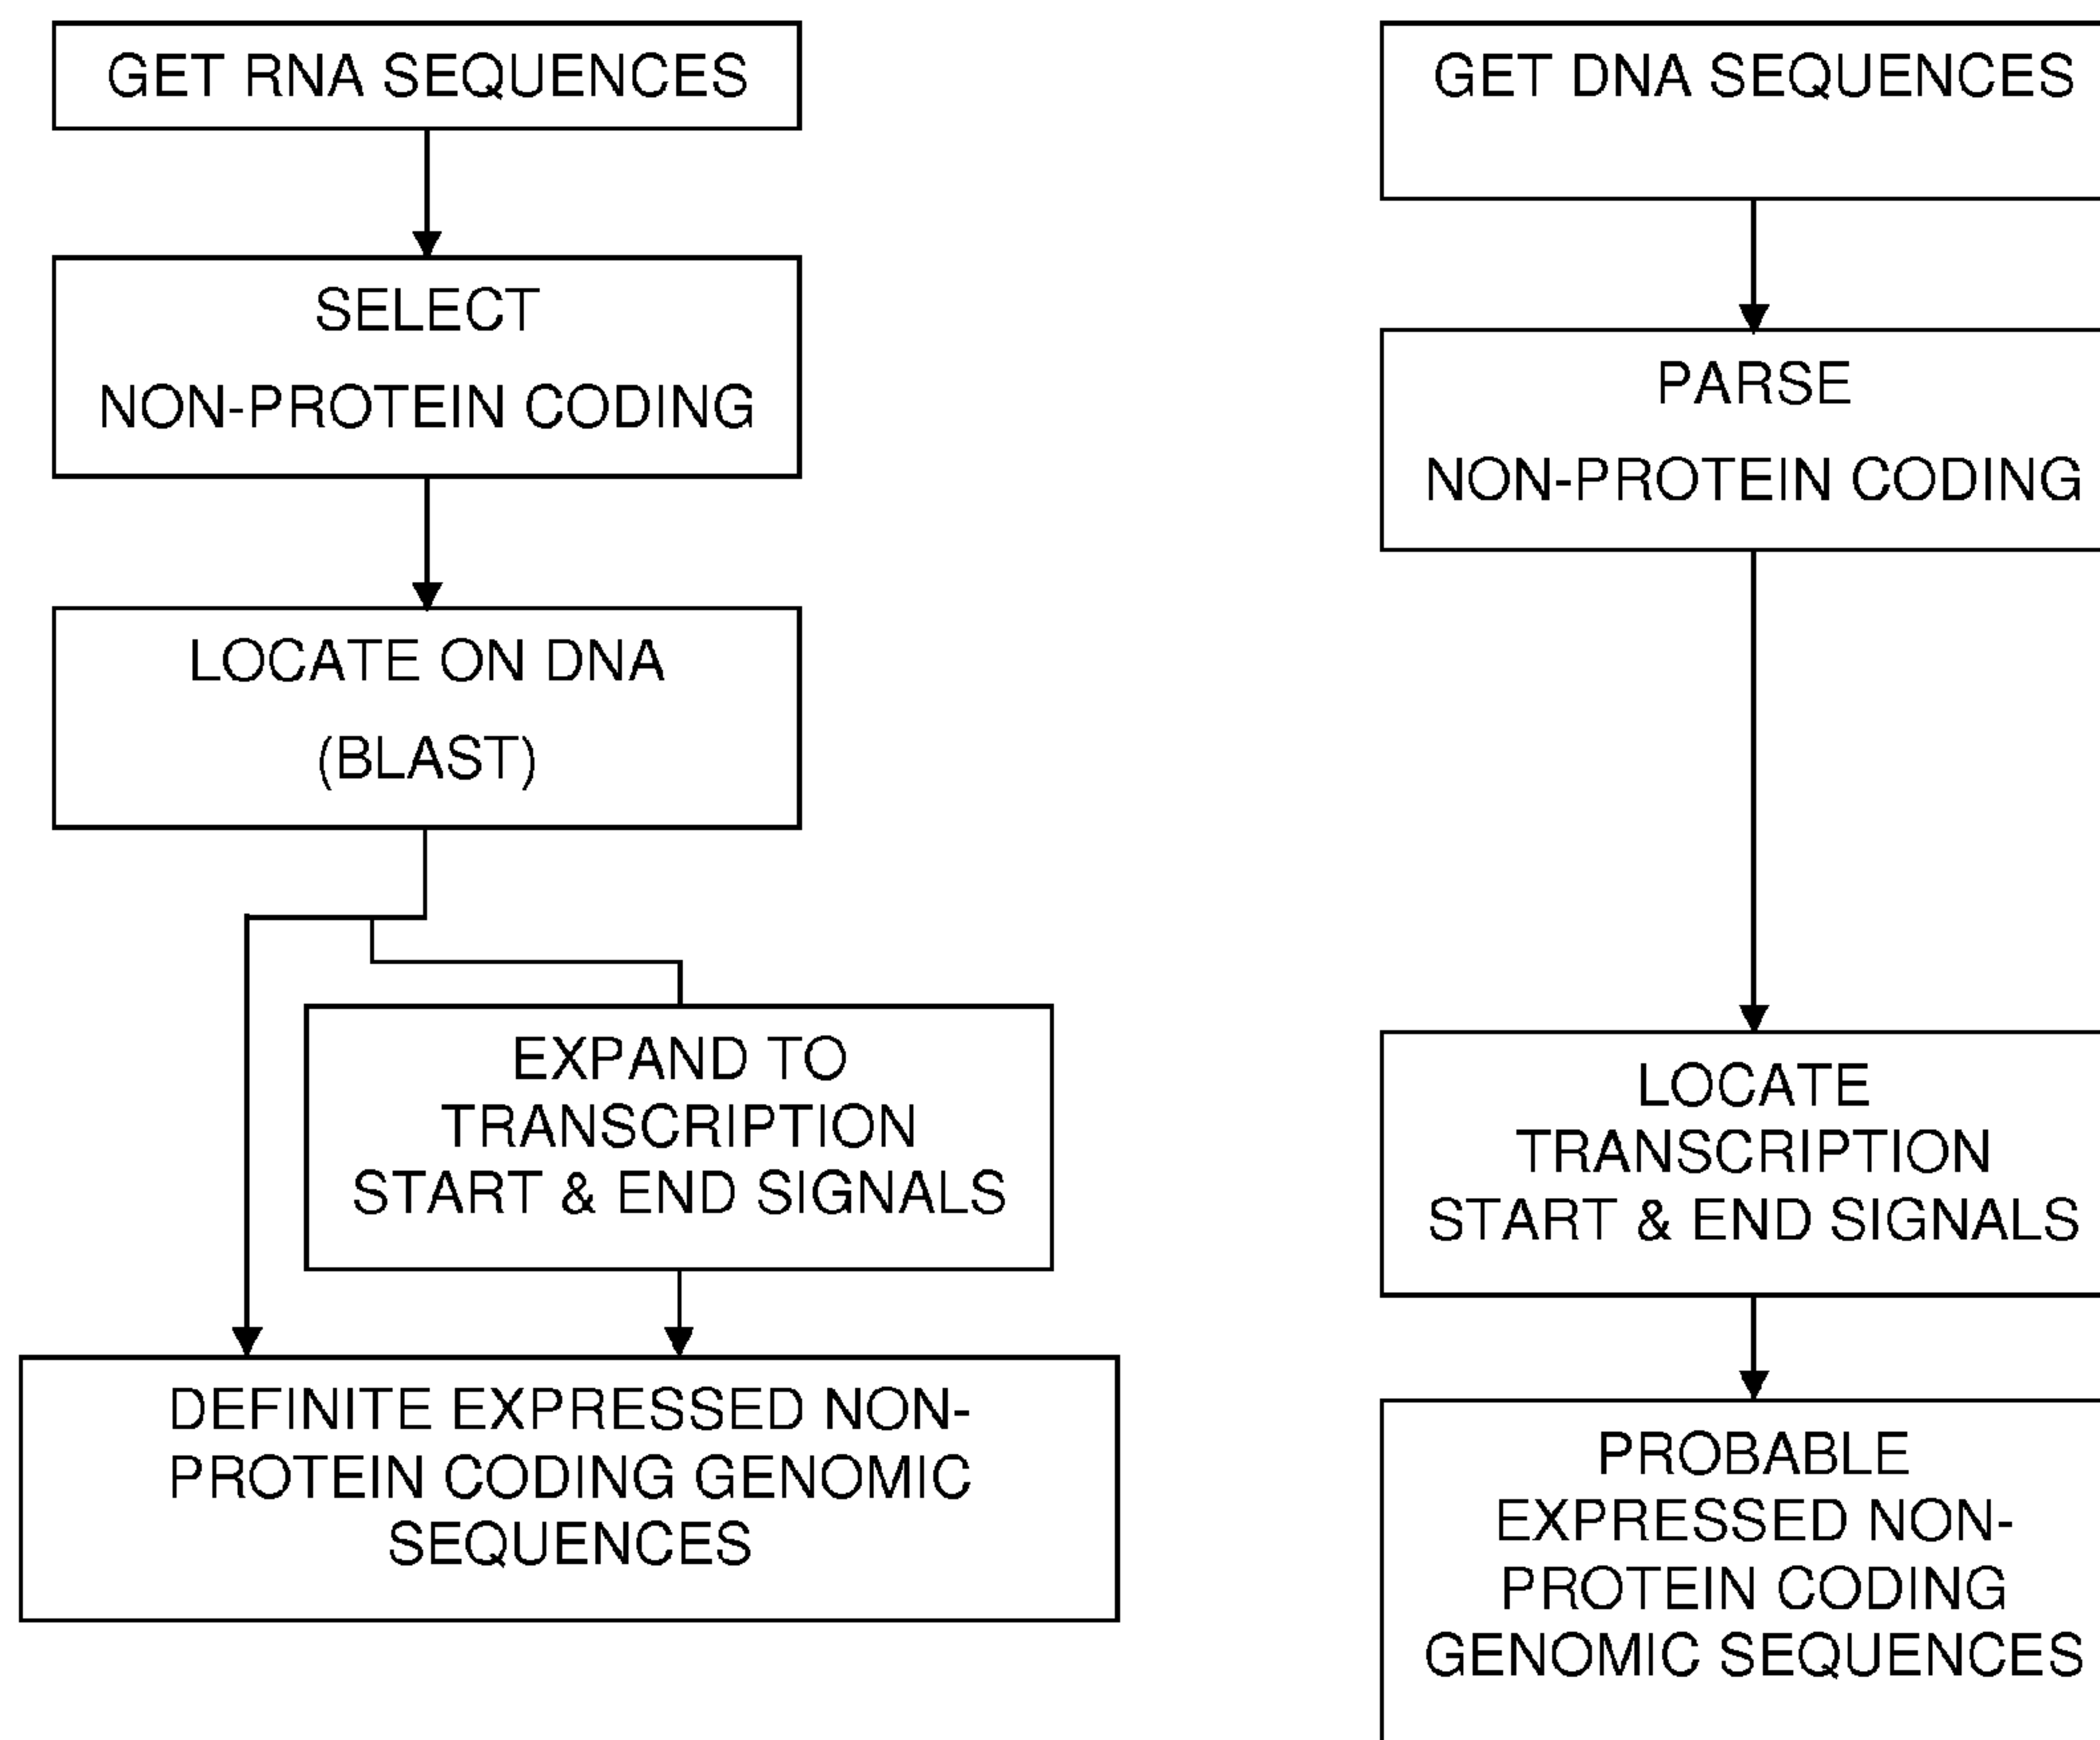 GET RNA SEQUENCES
SELECT
NON-PROTEIN CODING
LOCATE ON DNA
(BLAST)
EXPAND TO
TRANSCRIPTION
START & END SIGNALS
DEFINITE EXPRESSED NON-
PROTEIN CODING GENOMIC
SEQUENCES
GET DNA SEQUENCES
PARSE
NON-PROTEIN CODING
LOCATE
TRANSCRIPTION
START & END SIGNALS
PROBABLE
EXPRESSED NON-
PROTEIN CODING
GENOMIC SEQUENCES